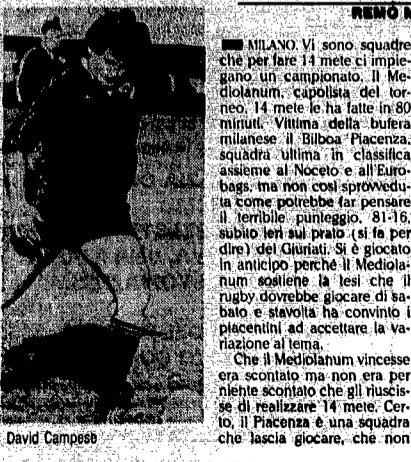 REMO
MILANO. Vi sono squadre
che per fare 14 mete ci impie-
gano un campionato. Il Me-
diolanum, capolista del tor-
neo, 14 mete le ha fatte in 80
minuti. Vittima della bufera
milanese il Bilboa Piacenza,
squadra ultima in classifica
assieme al Noceto e all'Euro-
bags, ma non così sprovvedu-
ta come potrebbe far pensare
il terribile punteggio, 81-16,
subito ieri sul prato (si fa per
dire) del Giuriati. Si è giocato
in anticipo perché il Mediola-
num sostiene la tesi che il
rugby dovrebbe giocare di sa-
bato e stavolta ha convinto i
piacentini ad accettare la va-
riazione al tema.
Che il Mediolanum vincesse
era scontato ma non era per
niente scontato che gli riuscis-
se di realizzare 14 mete. Cer-
to, il Piacenza è una squadra
che lascia giocare, che non
David Campese